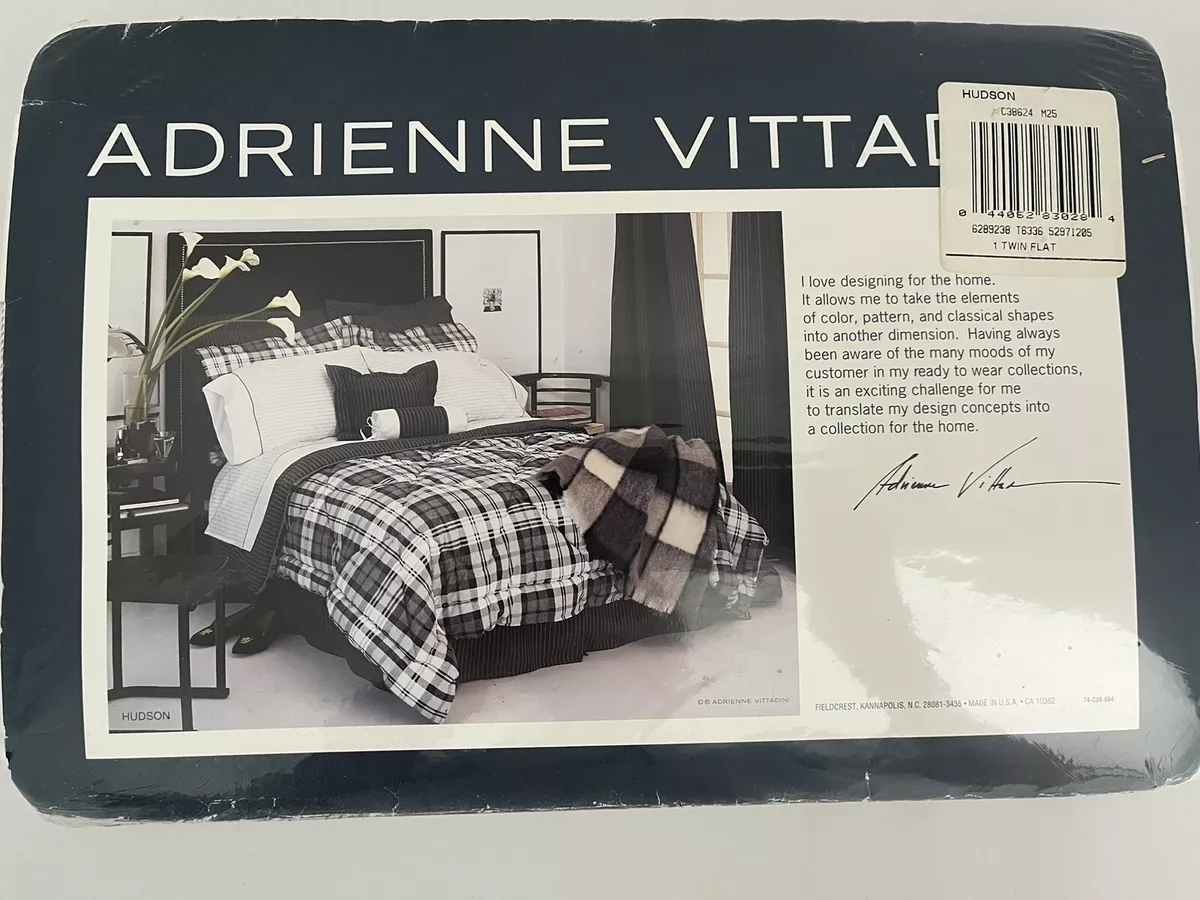 HUDSON
C38624 M25
ADRIENNE VITTAD
0 44052 83028 4
6289238 T6336 52971205
1 TWIN FLAT
I love designing for the home.
It allows me to take the elements
of color, pattern, and classical shapes
into another dimension. Having always
been aware of the many moods of my
customer in my ready to wear collections,
it is an exciting challenge for me
to translate my design concepts into
a collection for the home.
Adrienne Vittadini
HUDSON
©® ADRIENNE VITTADINI
FIELDCREST, KANNAPOLIS, N.C. 28081-3435 • MADE IN U.S.A. • CA 10362